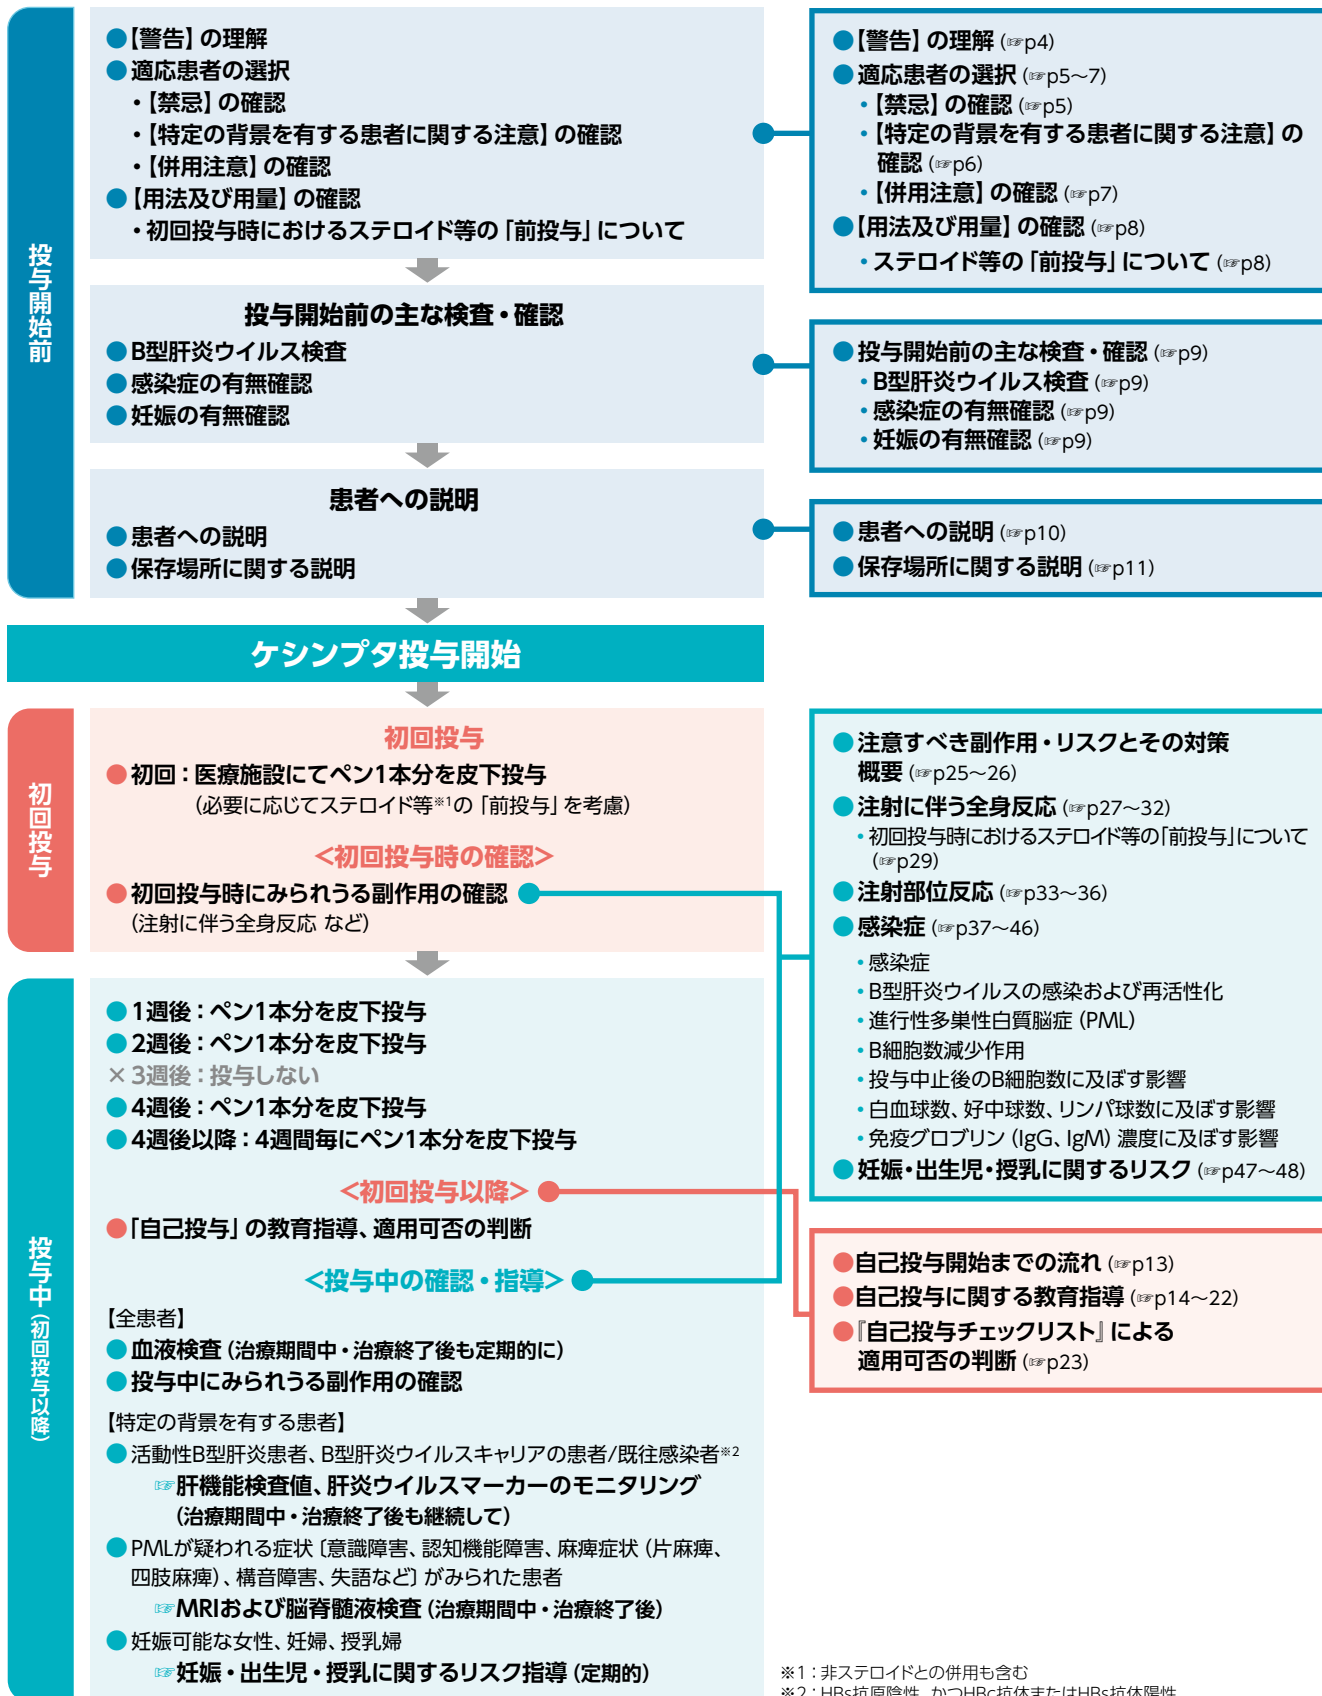 投与開始前
●【警告】の理解
●適応患者の選択
・【禁忌】の確認
・【特定の背景を有する患者に関する注意】の確認
・【併用注意】の確認
●【用法及び用量】の確認
・初回投与時におけるステロイド等の「前投与」について
●【警告】の理解 (☞p4)
●適応患者の選択 (☞p5～7)
・【禁忌】の確認 (☞p5)
・【特定の背景を有する患者に関する注意】の
確認 (☞p6)
・【併用注意】の確認 (☞p7)
●【用法及び用量】の確認 (☞p8)
・ステロイド等の「前投与」について (☞p8)
投与開始前の主な検査・確認
●B型肝炎ウイルス検査
●感染症の有無確認
●妊娠の有無確認
●投与開始前の主な検査・確認 (☞p9)
・B型肝炎ウイルス検査 (☞p9)
・感染症の有無確認 (☞p9)
・妊娠の有無確認 (☞p9)
患者への説明
●患者への説明
●保存場所に関する説明
●患者への説明 (☞p10)
●保存場所に関する説明 (☞p11)
ケシンプタ投与開始
初回投与
初回投与
●初回：医療施設にてペン1本分を皮下投与
(必要に応じてステロイド等※1の「前投与」を考慮)
<初回投与時の確認>
●初回投与時にみられうる副作用の確認
(注射に伴う全身反応 など)
●注意すべき副作用・リスクとその対策
概要 (☞p25～26)
●注射に伴う全身反応 (☞p27～32)
・初回投与時におけるステロイド等の「前投与」について
(☞p29)
●注射部位反応 (☞p33～36)
●感染症 (☞p37～46)
・感染症
・B型肝炎ウイルスの感染および再活性化
・進行性多巣性白質脳症 (PML)
・B細胞数減少作用
・投与中止後のB細胞数に及ぼす影響
・白血球数、好中球数、リンパ球数に及ぼす影響
・免疫グロブリン (IgG、IgM) 濃度に及ぼす影響
●妊娠・出生児・授乳に関するリスク (☞p47～48)
投与中(初回投与以降)
●1週後：ペン1本分を皮下投与
●2週後：ペン1本分を皮下投与
×3週後：投与しない
●4週後：ペン1本分を皮下投与
●4週後以降：4週間毎にペン1本分を皮下投与
<初回投与以降>
●「自己投与」の教育指導、適用可否の判断
<投与中の確認・指導>
【全患者】
●血液検査 (治療期間中・治療終了後も定期的に)
●投与中にみられうる副作用の確認
【特定の背景を有する患者】
●活動性B型肝炎患者、B型肝炎ウイルスキャリアの患者/既往感染者※2
☞肝機能検査値、肝炎ウイルスマーカーのモニタリング
(治療期間中・治療終了後も継続して)
●PMLが疑われる症状〔意識障害、認知機能障害、麻痺症状 (片麻痺、
四肢麻痺)、構音障害、失語など〕がみられた患者
☞MRIおよび脳脊髄液検査 (治療期間中・治療終了後)
●妊娠可能な女性、妊婦、授乳婦
☞妊娠・出生児・授乳に関するリスク指導 (定期的)
●自己投与開始までの流れ (☞p13)
●自己投与に関する教育指導 (☞p14～22)
●『自己投与チェックリスト』による
適用可否の判断 (☞p23)
※1：非ステロイドとの併用も含む
※2：HBs抗原陰性、かつHBc抗体またはHBs抗体陽性